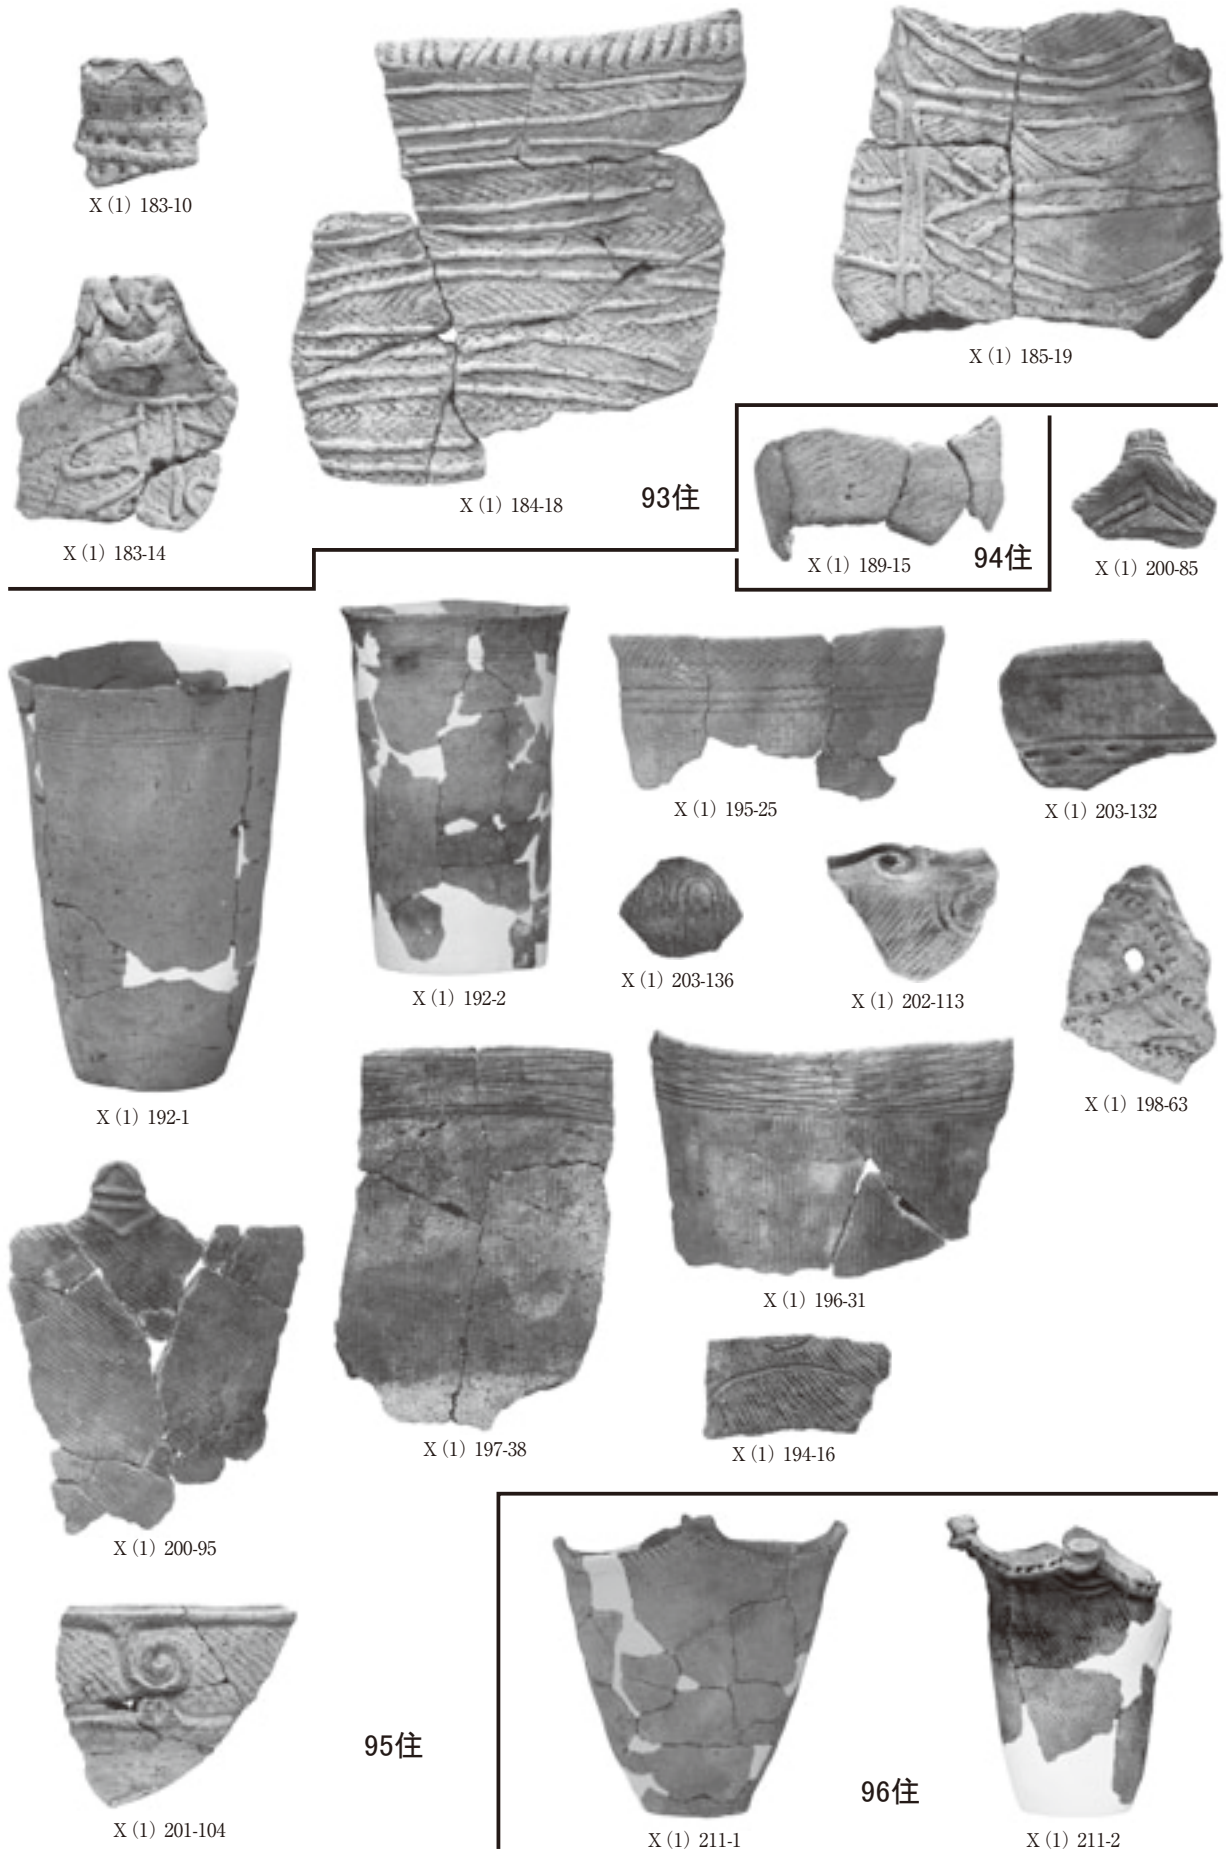 X (1) 183-10
X (1) 185-19
X (1) 184-18
93住
X (1) 183-14
X (1) 189-15
94住
X (1) 200-85
X (1) 195-25
X (1) 203-132
X (1) 203-136
X (1) 192-2
X (1) 202-113
X (1) 198-63
X (1) 192-1
X (1) 196-31
X (1) 197-38
X (1) 194-16
X (1) 200-95
95住
96住
X (1) 201-104
X (1) 211-1
X (1) 211-2